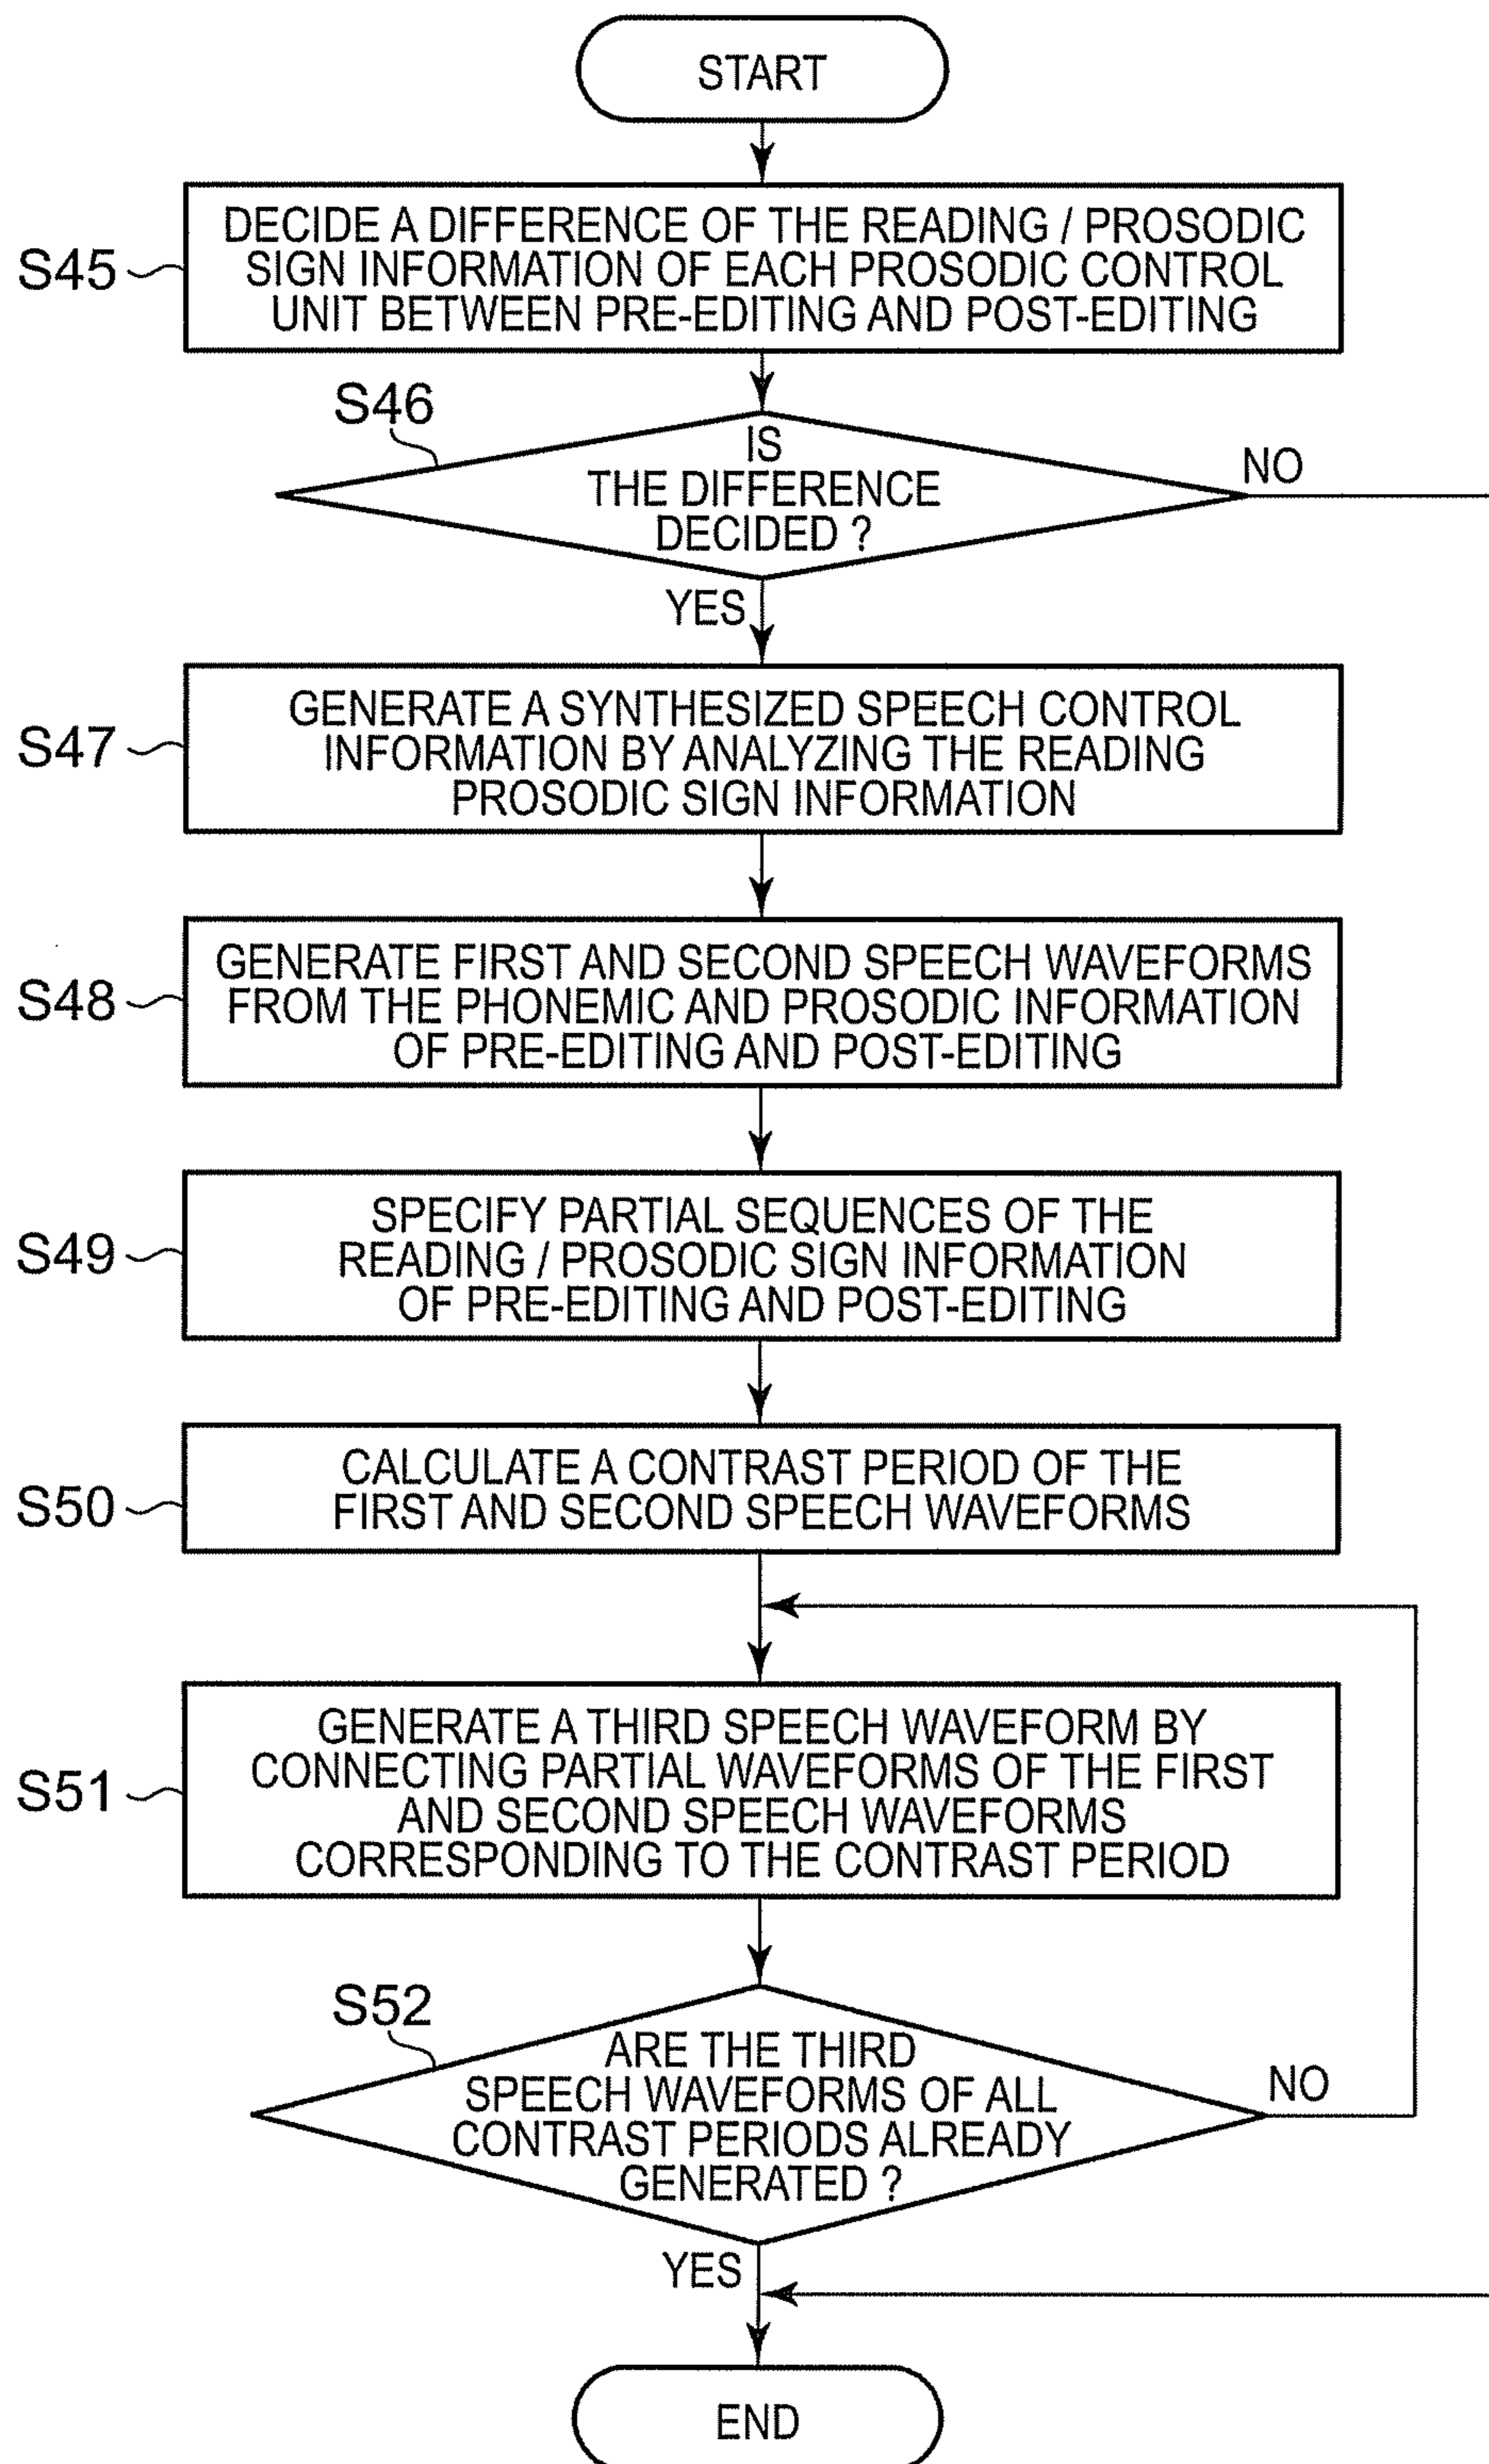 START
S45
DECIDE A DIFFERENCE OF THE READING / PROSODIC
SIGN INFORMATION OF EACH PROSODIC CONTROL
UNIT BETWEEN PRE-EDITING AND POST-EDITING
S46
IS
THE DIFFERENCE
DECIDED ?
NO
YES
S47
GENERATE A SYNTHESIZED SPEECH CONTROL
INFORMATION BY ANALYZING THE READING
PROSODIC SIGN INFORMATION
S48
GENERATE FIRST AND SECOND SPEECH WAVEFORMS
FROM THE PHONEMIC AND PROSODIC INFORMATION
OF PRE-EDITING AND POST-EDITING
S49
SPECIFY PARTIAL SEQUENCES OF THE
READING / PROSODIC SIGN INFORMATION
OF PRE-EDITING AND POST-EDITING
S50
CALCULATE A CONTRAST PERIOD OF THE
FIRST AND SECOND SPEECH WAVEFORMS
S51
GENERATE A THIRD SPEECH WAVEFORM BY
CONNECTING PARTIAL WAVEFORMS OF THE FIRST
AND SECOND SPEECH WAVEFORMS
CORRESPONDING TO THE CONTRAST PERIOD
S52
ARE THE THIRD
SPEECH WAVEFORMS OF ALL
CONTRAST PERIODS ALREADY
GENERATED ?
NO
YES
END